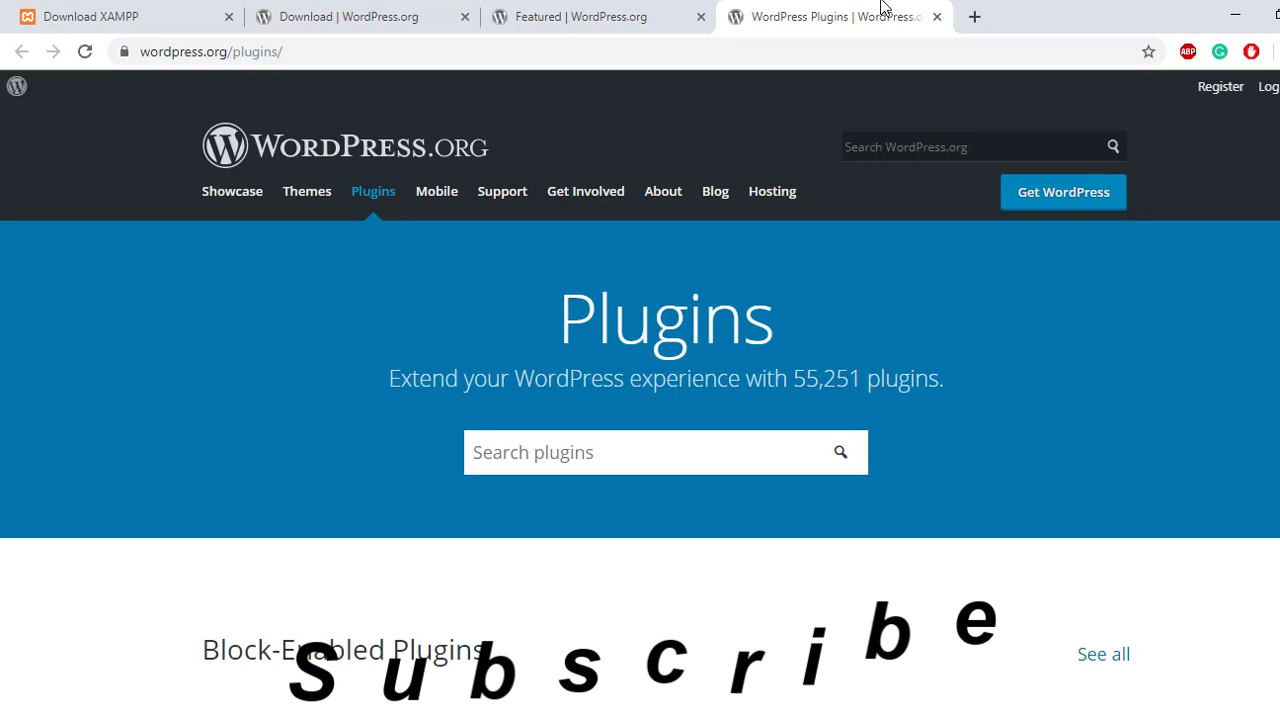 Download XAMPP
Download | WordPress.org
Featured | WordPress.org
WordPress Plugins | WordPress.o
wordpress.org/plugins/
ABP
Register
Log
WORDPRESS.ORG
Search WordPress.org
Showcase
Themes
Plugins
Mobile
Support
Get Involved
About
Blog
Hosting
Get WordPress
Plugins
Extend your WordPress experience with 55,251 plugins.
Search plugins
Block-Enabled Plugins
See all
Subscribe